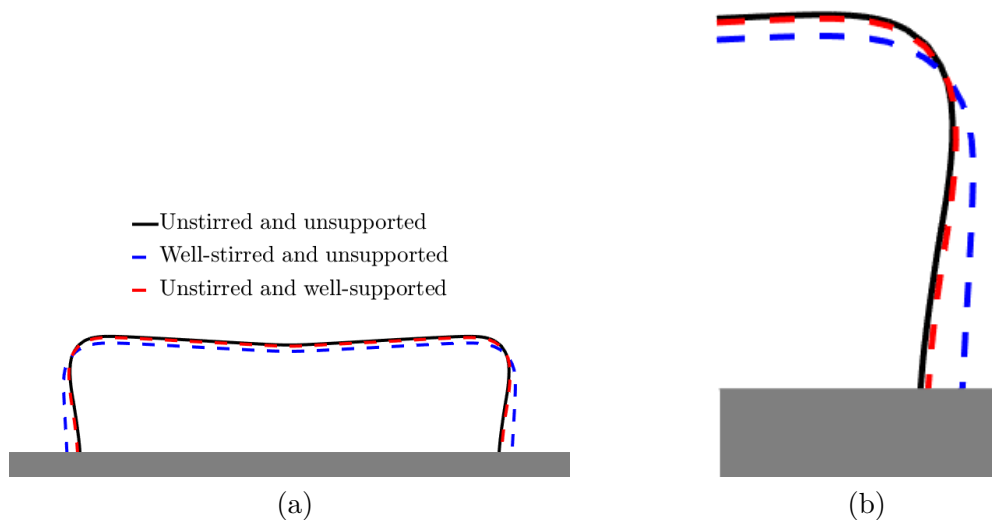 Unstirred and unsupported
Well-stirred and unsupported
Unstirred and well-supported
(a)
(b)